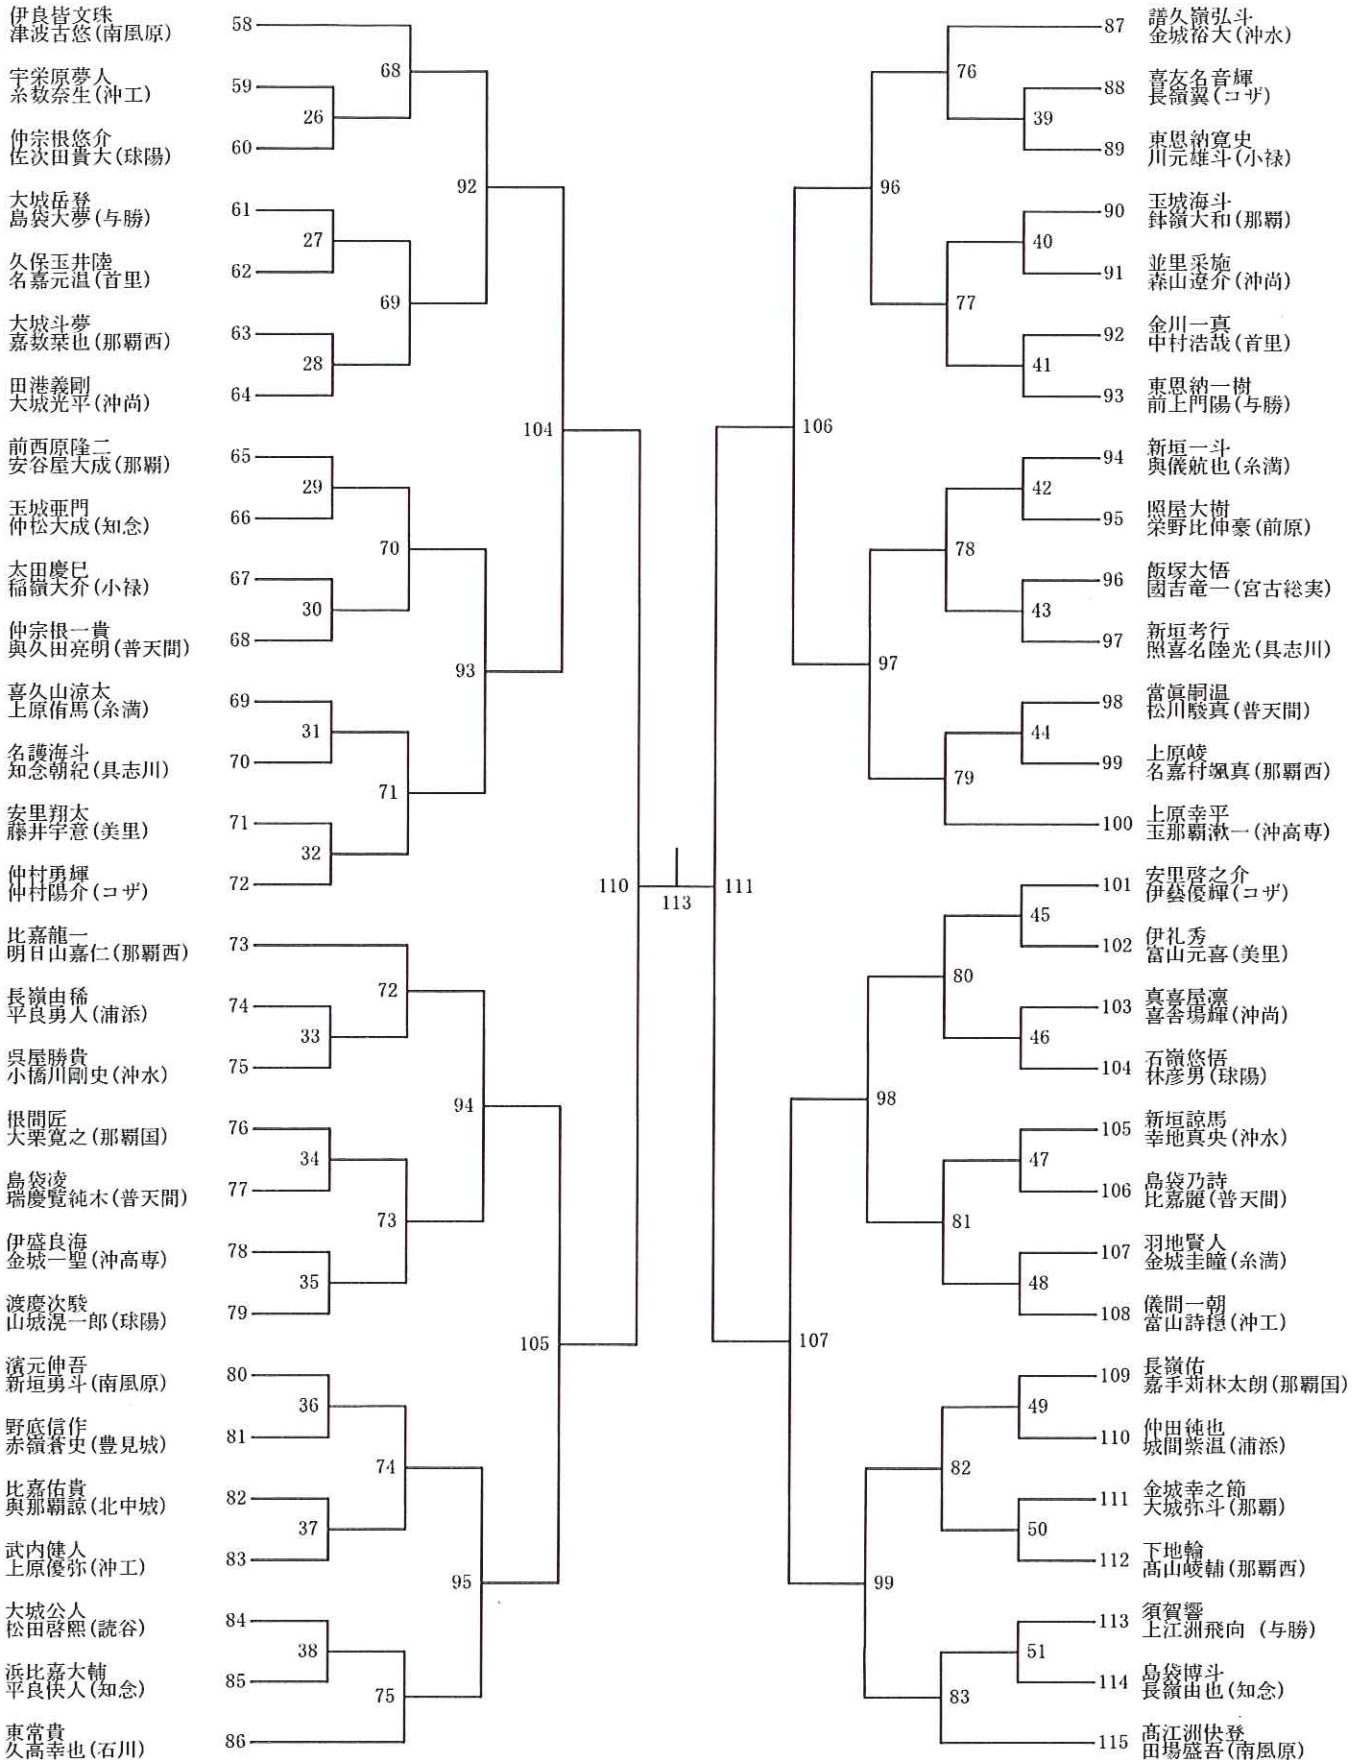 伊良皆文珠
津波古悠(南風原) 58
宇栄原夢人
糸数奈生(沖工) 59
仲宗根悠介
佐次田貴大(球陽) 60
大城岳登
島袋大夢(与勝) 61
久保玉井陸
名嘉元温(首里) 62
大城斗夢
嘉数栞也(那覇西) 63
田港義剛
大城光平(沖尚) 64
前西原隆二
安谷屋大成(那覇) 65
玉城亜門
仲松大成(知念) 66
太田慶巳
稲嶺大介(小禄) 67
仲宗根一貴
與久田亮明(普天間) 68
喜久山涼太
上原侑馬(糸満) 69
名護海斗
知念朝紀(具志川) 70
安里翔太
藤井宇意(美里) 71
仲村勇輝
仲村陽介(コザ) 72
比嘉龍一
明日山嘉仁(那覇西) 73
長嶺由稀
平良勇人(浦添) 74
呉屋勝貴
小橋川剛史(沖水) 75
根間匠
大栗寛之(那覇国) 76
島袋凌
瑞慶覧純木(普天間) 77
伊盛良海
金城一聖(沖高専) 78
渡慶次駿
山城滉一郎(球陽) 79
濱元伸吾
新垣勇斗(南風原) 80
野底信作
赤嶺蒼史(豊見城) 81
比嘉佑貴
與那覇諒(北中城) 82
武内健人
上原優弥(沖工) 83
大城公人
松田啓熙(読谷) 84
浜比嘉大輔
平良快人(知念) 85
東常貴
久高幸也(石川) 86
26
27
28
29
30
31
32
33
34
35
36
37
38
68
69
70
71
72
73
74
75
92
93
94
95
104
105
110
113
111
106
107
96
97
98
99
76
77
78
79
80
81
82
83
39
40
41
42
43
44
45
46
47
48
49
50
51
87 譜久嶺弘斗
金城裕大(沖水)
88 喜友名音輝
長嶺翼(コザ)
89 東恩納寛史
川元雄斗(小禄)
90 玉城海斗
鉢嶺大和(那覇)
91 並里采施
森山遼介(沖尚)
92 金川一真
中村浩哉(首里)
93 東恩納一樹
前上門陽(与勝)
94 新垣一斗
與儀航也(糸満)
95 照屋大樹
栄野比仲豪(前原)
96 飯塚大悟
國吉竜一(宮古総実)
97 新垣考行
照喜名陸光(具志川)
98 當眞嗣温
松川駿真(普天間)
99 上原崚
名嘉村颯真(那覇西)
100 上原幸平
玉那覇漱一(沖高専)
101 安里啓之介
伊藝優輝(コザ)
102 伊礼秀
富山元喜(美里)
103 真喜屋凛
喜舎場輝(沖尚)
104 石嶺悠悟
林彦男(球陽)
105 新垣諒馬
幸地真央(沖水)
106 島袋乃詩
比嘉麗(普天間)
107 羽地賢人
金城圭瞳(糸満)
108 儀間一朝
當山詩穏(沖工)
109 長嶺佑
嘉手苅林太朗(那覇国)
110 仲田純也
城間紫温(浦添)
111 金城幸之節
大城弥斗(那覇)
112 下地輪
髙山崚輔(那覇西)
113 須賀響
上江洲飛向 (与勝)
114 島袋博斗
長嶺由也(知念)
115 髙江洲快登
田場盛吾(南風原)